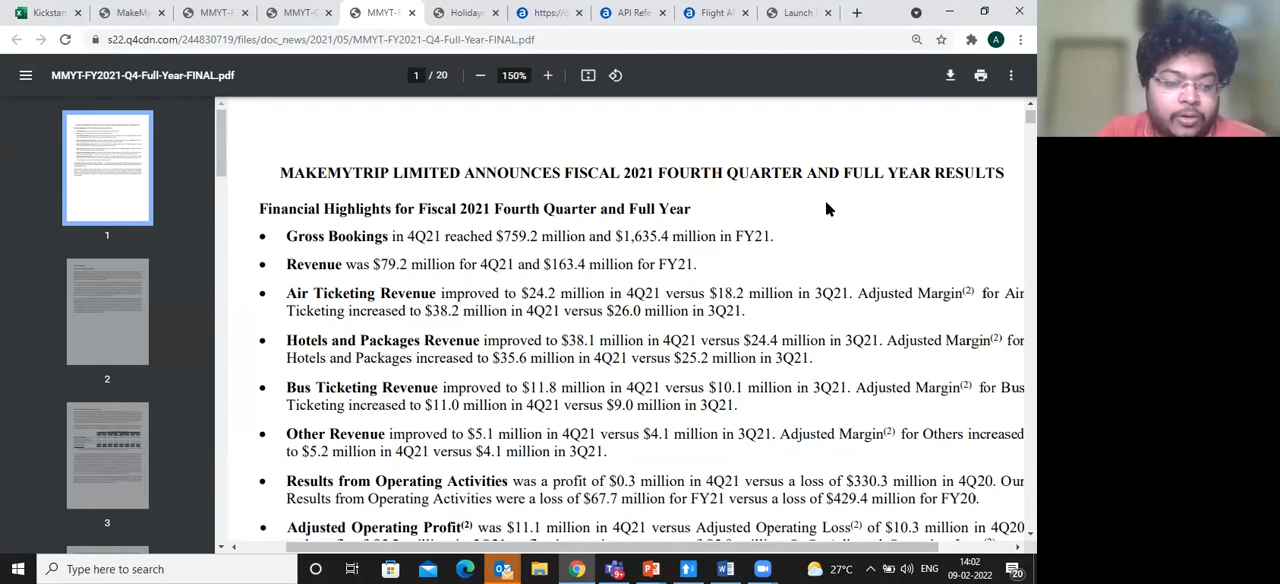 Kickstart
MakeMy
MMYT-
MMYT-
MMYT-F
Holiday
https://d
API Refe
Flight A
Launch
s22.q4cdn.com/244830719/files/doc_news/2021/05/MMYT-FY2021-Q4-Full-Year-FINAL.pdf
A
MMYT-FY2021-Q4-Full-Year-FINAL.pdf
1 / 20
150%
1
2
3
MAKEMYTRIP LIMITED ANNOUNCES FISCAL 2021 FOURTH QUARTER AND FULL YEAR RESULTS
Financial Highlights for Fiscal 2021 Fourth Quarter and Full Year
• Gross Bookings in 4Q21 reached $759.2 million and $1,635.4 million in FY21.
• Revenue was $79.2 million for 4Q21 and $163.4 million for FY21.
• Air Ticketing Revenue improved to $24.2 million in 4Q21 versus $18.2 million in 3Q21. Adjusted Margin(2) for Air
Ticketing increased to $38.2 million in 4Q21 versus $26.0 million in 3Q21.
• Hotels and Packages Revenue improved to $38.1 million in 4Q21 versus $24.4 million in 3Q21. Adjusted Margin(2) for
Hotels and Packages increased to $35.6 million in 4Q21 versus $25.2 million in 3Q21.
• Bus Ticketing Revenue improved to $11.8 million in 4Q21 versus $10.1 million in 3Q21. Adjusted Margin(2) for Bus
Ticketing increased to $11.0 million in 4Q21 versus $9.0 million in 3Q21.
• Other Revenue improved to $5.1 million in 4Q21 versus $4.1 million in 3Q21. Adjusted Margin(2) for Others increased
to $5.2 million in 4Q21 versus $4.1 million in 3Q21.
• Results from Operating Activities was a profit of $0.3 million in 4Q21 versus a loss of $330.3 million in 4Q20. Our
Results from Operating Activities were a loss of $67.7 million for FY21 versus a loss of $429.4 million for FY20.
• Adjusted Operating Profit(2) was $11.1 million in 4Q21 versus Adjusted Operating Loss(2) of $10.3 million in 4Q20
Type here to search
27°C
ENG
14:02
09-02-2022
20